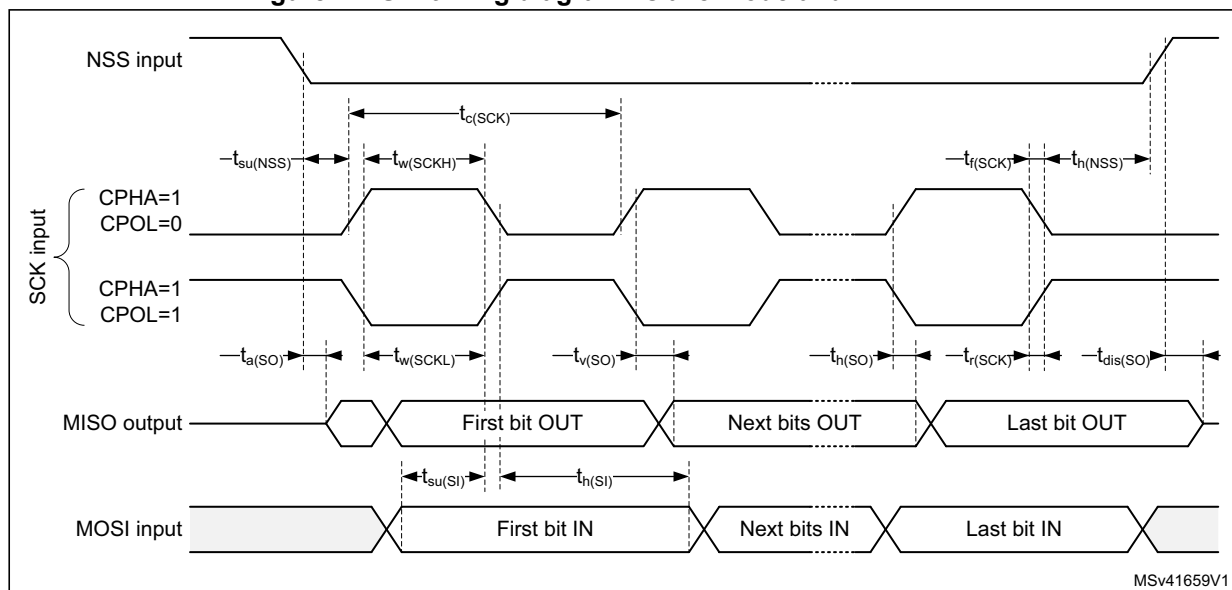 NSS input
tc(SCK)
tsu(NSS) tw(SCKH) tf(SCK) th(NSS)
SCK input
CPHA=1
CPOL=0
CPHA=1
CPOL=1
ta(SO) tw(SCKL) tv(SO) th(SO) tr(SCK) tdis(SO)
MISO output First bit OUT Next bits OUT Last bit OUT
tsu(SI) th(SI)
MOSI input First bit IN Next bits IN Last bit IN
MSv41659V1